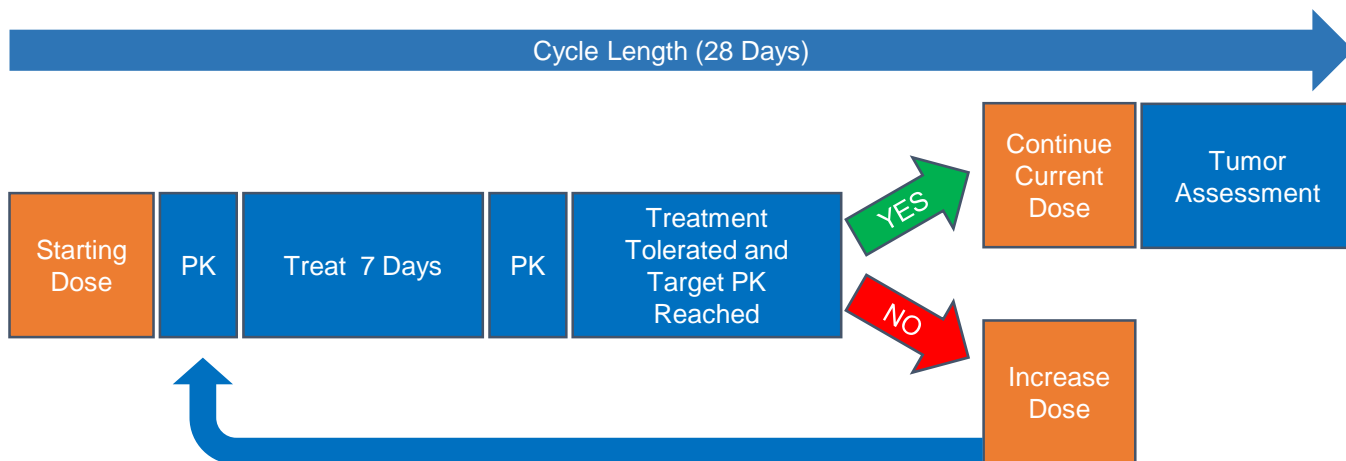 Cycle Length (28 Days)
Starting
Dose
PK
Treat 7 Days
PK
Treatment
Tolerated and
Target PK
Reached
YES
NO
Continue
Current
Dose
Tumor
Assessment
Increase
Dose